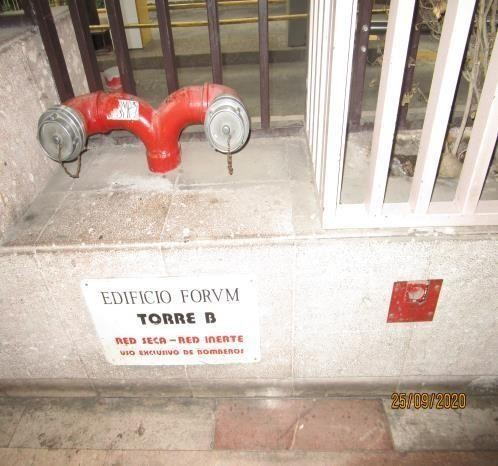 EDIFICIO FORVM
TORRE B
RED SECA - RED INERTE
USO EXCLUSIVO DE BOMBEROS
25/09/2020